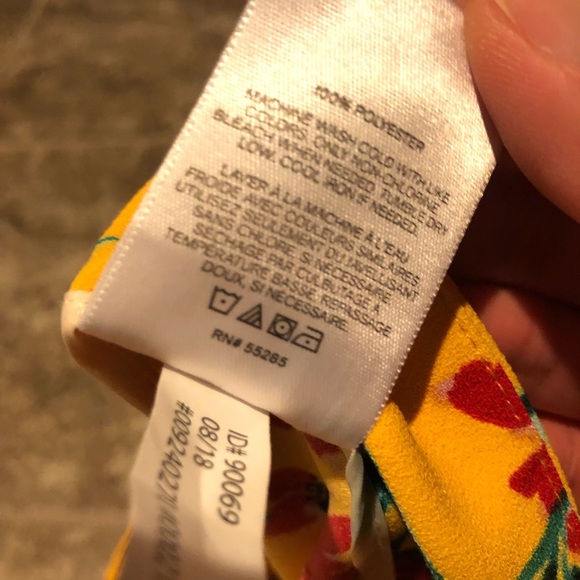 100% POLYESTER
MACHINE WASH COLD WITH LIKE
COLORS. ONLY NON-CHLORINE
BLEACH WHEN NEEDED. TUMBLE DRY
LOW. COOL IRON IF NEEDED.
LAVER À LA MACHINE À L'EAU
FROIDE AVEC COULEURS SIMILAIRES.
UTILISEZ SEULEMENT DU JAVELLISANT
SANS CHLORE, SI NÉCESSAIRE.
SÉCHAGE PAR CULBUTAGE À
TEMPERATURE BASSE. REPASSAGE
DOUX, SI NÉCESSAIRE.
RN# 55285
ID# 90069
08/18